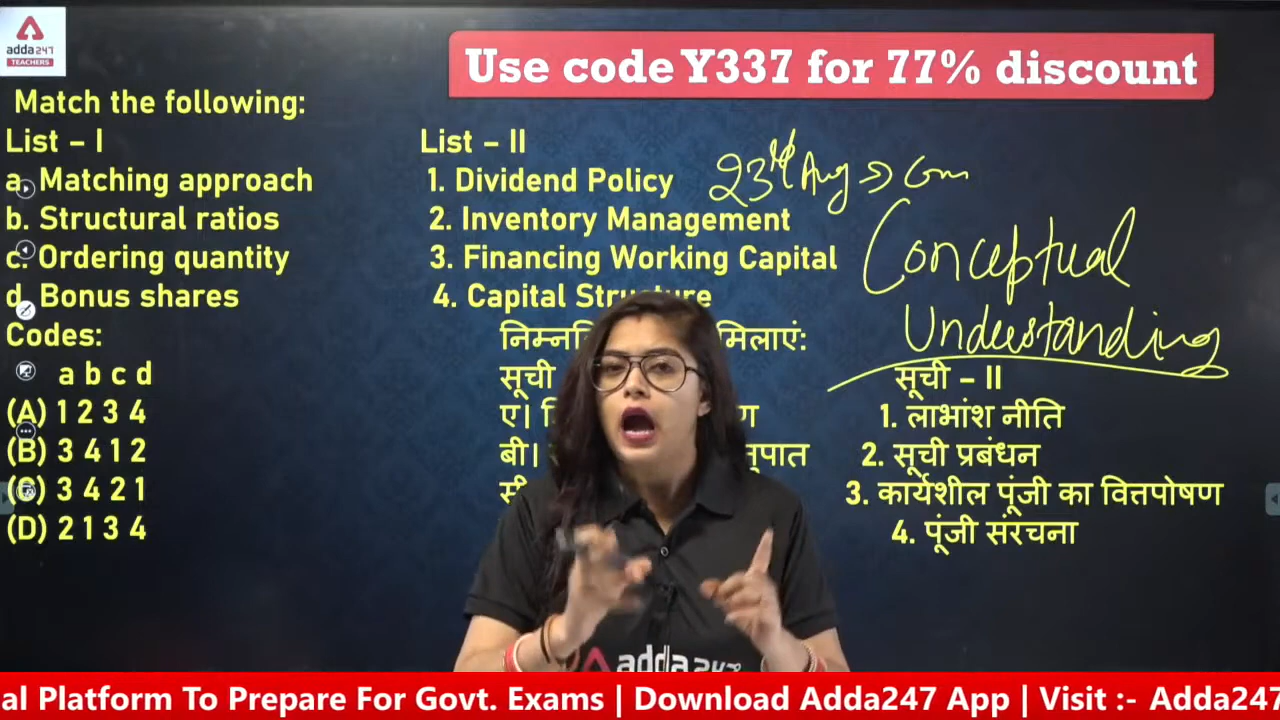 adda247
TEACHERS
Use code Y337 for 77% discount
Match the following:
List – I
a. Matching approach
b. Structural ratios
c. Ordering quantity
d. Bonus shares
Codes:
a b c d
(A) 1 2 3 4
(B) 3 4 1 2
(C) 3 4 2 1
(D) 2 1 3 4
List – II
1. Dividend Policy
2. Inventory Management
3. Financing Working Capital
4. Capital Structure
23rd Aug → Com
Conceptual
Understanding
मिलाएं:
सूची
ए।
बी।
सूची – II
1. लाभांश नीति
2. सूची प्रबंधन
3. कार्यशील पूंजी का वित्तपोषण
4. पूंजी संरचना
adda247
al Platform To Prepare For Govt. Exams | Download Adda247 App | Visit :- Adda247